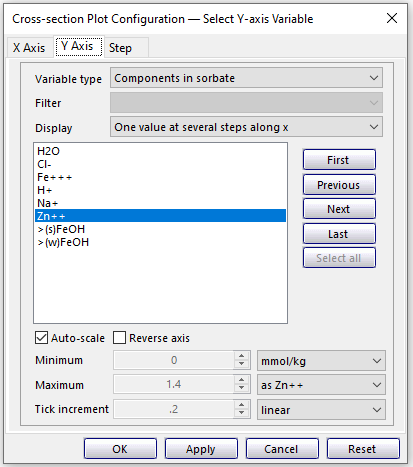 Cross-section Plot Configuration — Select Y-axis Variable
X Axis Y Axis Step
Variable type Components in sorbate
Filter
Display One value at several steps along x
H2O
Cl-
Fe+++
H+
Na+
Zn++
>(s)FeOH
>(w)FeOH
First
Previous
Next
Last
Select all
Auto-scale Reverse axis
Minimum 0 mmol/kg
Maximum 1.4 as Zn++
Tick increment .2 linear
OK Apply Cancel Reset